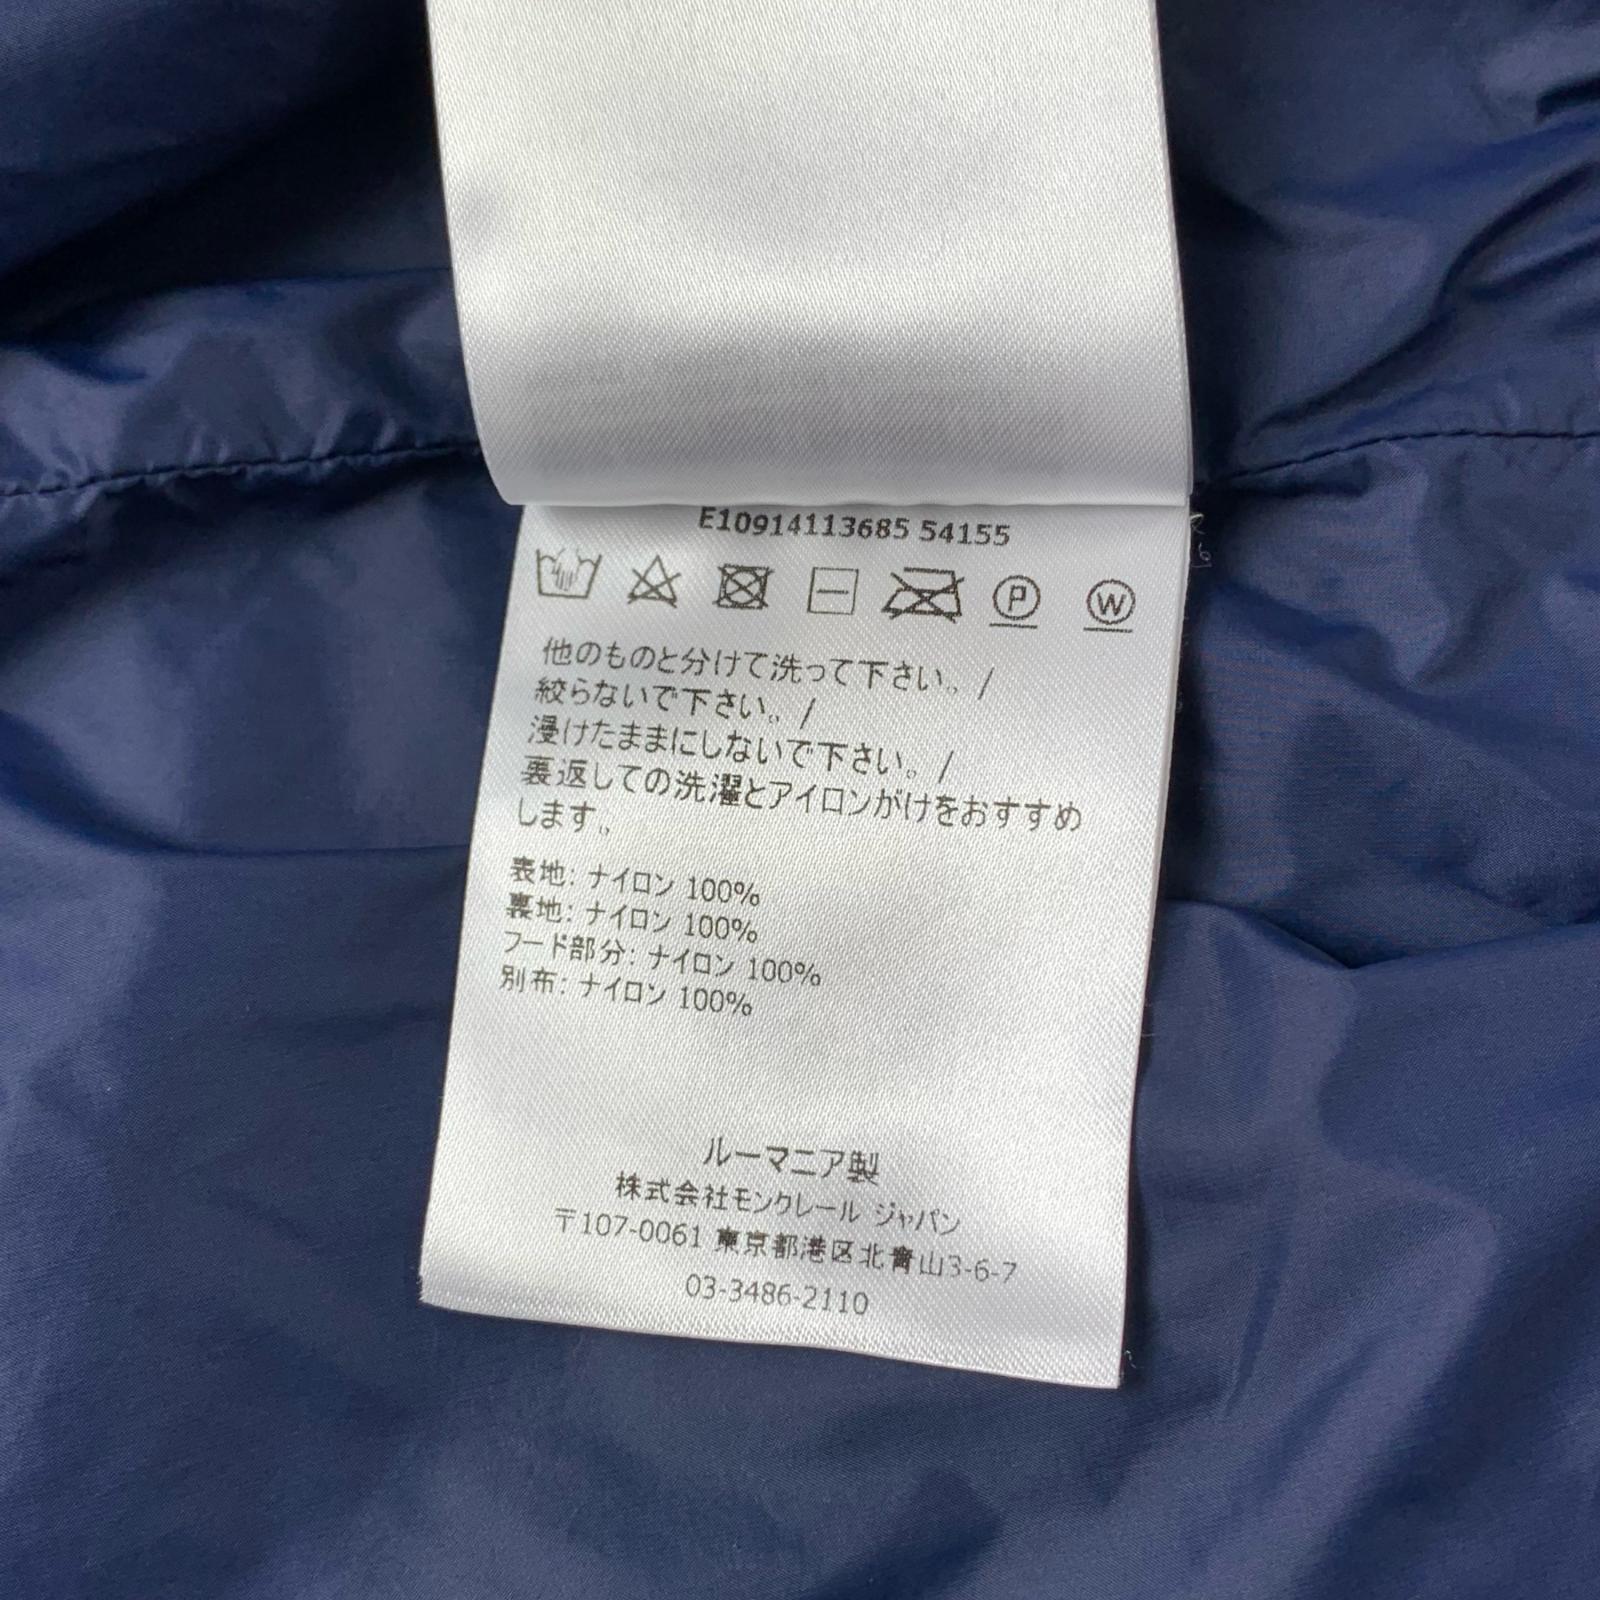 E10914113685 54155
P W
他のものと分けて洗って下さい。/
絞らないで下さい。/
浸けたままにしないで下さい。/
裏返しての洗濯とアイロンがけをおすすめ
します。
表地: ナイロン 100%
裏地: ナイロン 100%
フード部分: ナイロン 100%
別布: ナイロン 100%
ルーマニア製
株式会社モンクレール ジャパン
〒107-0061 東京都港区北青山3-6-7
03-3486-2110